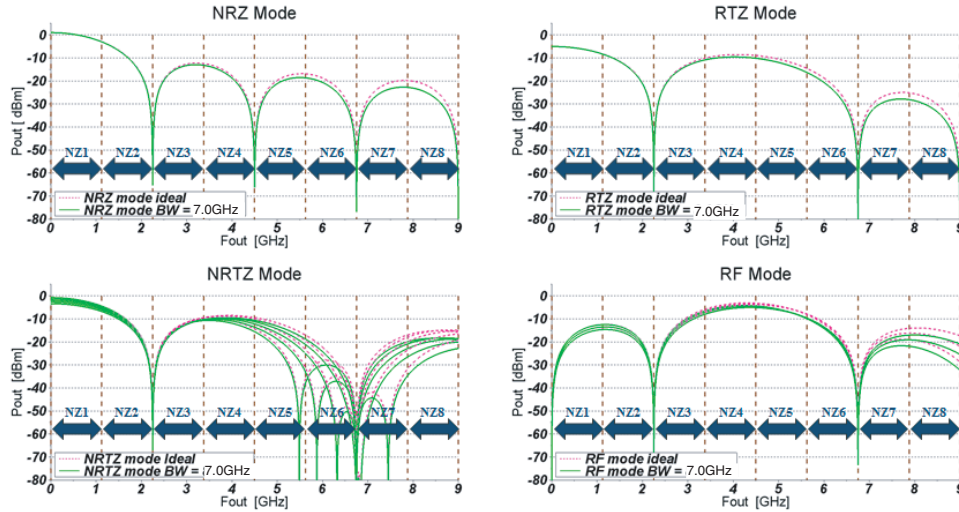 NRZ Mode
0
-10
-20
-30
-40
-50
-60
-70
-80
Pout [dBm]
NZ1 NZ2 NZ3 NZ4 NZ5 NZ6 NZ7 NZ8
NRZ mode ideal
NRZ mode BW = 7.0GHz
0 1 2 3 4 5 6 7 8 9
Fout [GHz]
RTZ Mode
0
-10
-20
-30
-40
-50
-60
-70
-80
Pout [dBm]
NZ1 NZ2 NZ3 NZ4 NZ5 NZ6 NZ7 NZ8
RTZ mode ideal
RTZ mode BW = 7.0GHz
0 1 2 3 4 5 6 7 8 9
Fout [GHz]
NRTZ Mode
0
-10
-20
-30
-40
-50
-60
-70
-80
Pout [dBm]
NZ1 NZ2 NZ3 NZ4 NZ5 NZ6 NZ7 NZ8
NRTZ mode ideal
NRTZ mode BW = 7.0GHz
0 1 2 3 4 5 6 7 8 9
Fout [GHz]
RF Mode
0
-10
-20
-30
-40
-50
-60
-70
-80
Pout [dBm]
NZ1 NZ2 NZ3 NZ4 NZ5 NZ6 NZ7 NZ8
RF mode ideal
RF mode BW = 7.0GHz
0 1 2 3 4 5 6 7 8 9
Fout [GHz]